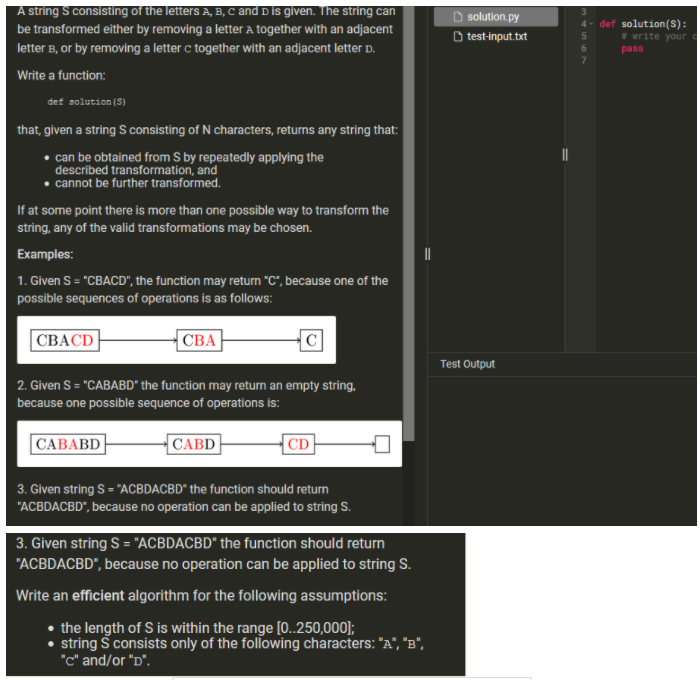 A string S consisting of the letters A, B, C and D is given. The string can
be transformed either by removing a letter A together with an adjacent
letter B, or by removing a letter C together with an adjacent letter D.
Write a function:
def solution(S)
that, given a string S consisting of N characters, returns any string that:
• can be obtained from S by repeatedly applying the
described transformation, and
• cannot be further transformed.
If at some point there is more than one possible way to transform the
string, any of the valid transformations may be chosen.
Examples:
1. Given S = "CBACD", the function may return "C", because one of the
possible sequences of operations is as follows:
CBACD CBA C
2. Given S = "CABABD" the function may return an empty string,
because one possible sequence of operations is:
CABABD CABD CD
3. Given string S = "ACBDACBD" the function should return
"ACBDACBD", because no operation can be applied to string S.
solution.py
test-input.txt
3
4 def solution(S):
5 # write your
6 pass
7
Test Output
3. Given string S = "ACBDACBD" the function should return
"ACBDACBD", because no operation can be applied to string S.
Write an efficient algorithm for the following assumptions:
• the length of S is within the range [0..250,000];
• string S consists only of the following characters: "A", "B",
"C" and/or "D".